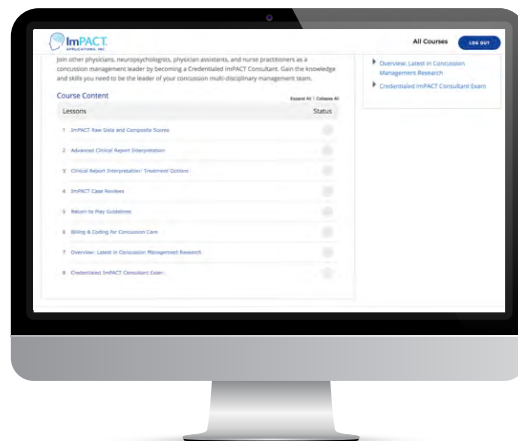 ImPACT
APPLICATIONS, INC.
All Courses
LOG OUT
Join other physicians, neuropsychologists, physician assistants, and nurse practitioners as a
concussion management leader by becoming a Credentialed ImPACT Consultant. Gain the knowledge
and skills you need to be the leader of your concussion multi-disciplinary management team.
Course Content
Expand All | Collapse All
Lessons
Status
1 ImPACT Raw Data and Composite Scores
2 Advanced Clinical Report Interpretation
3 Clinical Report Interpretation: Treatment Options
4 ImPACT Case Reviews
5 Return to Play Guidelines
6 Billing & Coding for Concussion Care
7 Overview: Latest in Concussion Management Research
8 Credentialed ImPACT Consultant Exam
Overview: Latest in Concussion
Management Research
Credentialed ImPACT Consultant Exam